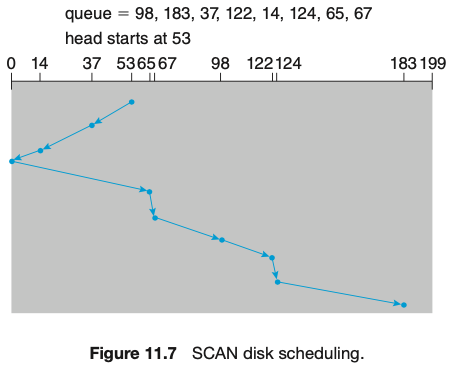 queue = 98, 183, 37, 122, 14, 124, 65, 67
head starts at 53
0 14 37 53 65 67 98 122 124 183 199
Figure 11.7 SCAN disk scheduling.